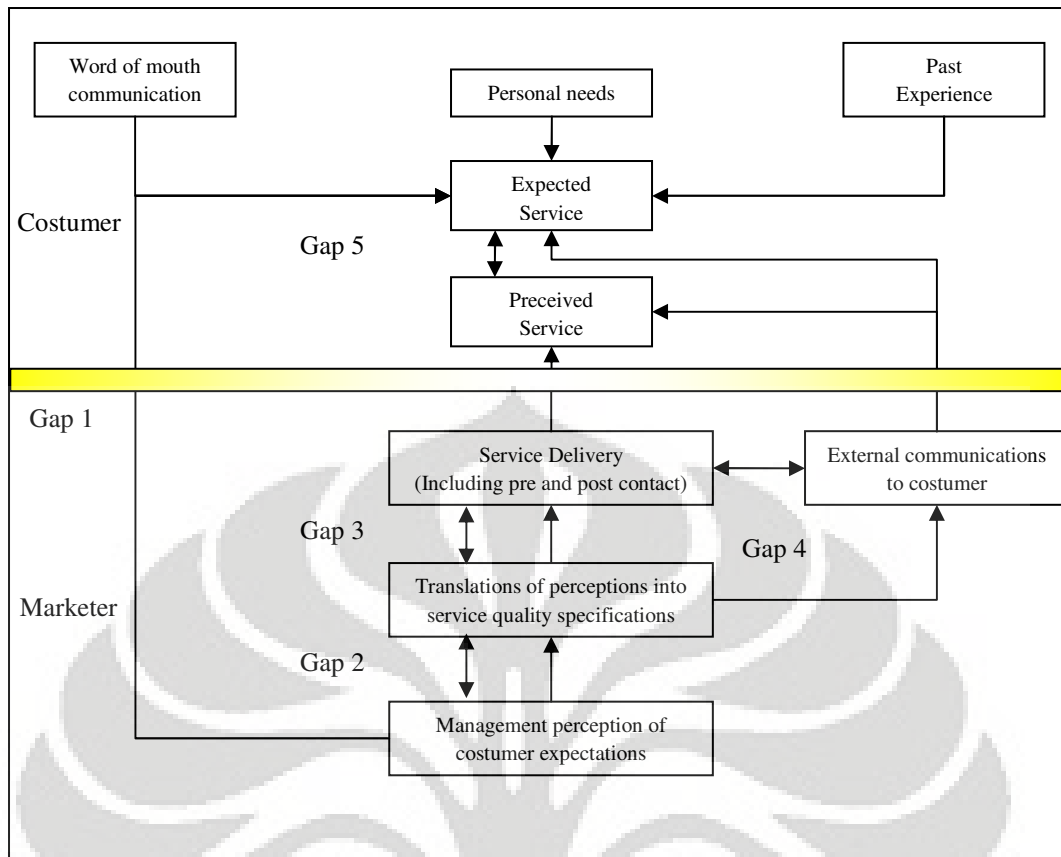 Word of mouth
communication
Personal needs
Past
Experience
Expected
Service
Costumer
Gap 5
Preceived
Service
Gap 1
Service Delivery
(Including pre and post contact)
External communications
to costumer
Gap 3
Gap 4
Translations of perceptions into
service quality specifications
Marketer
Gap 2
Management perception of
costumer expectations